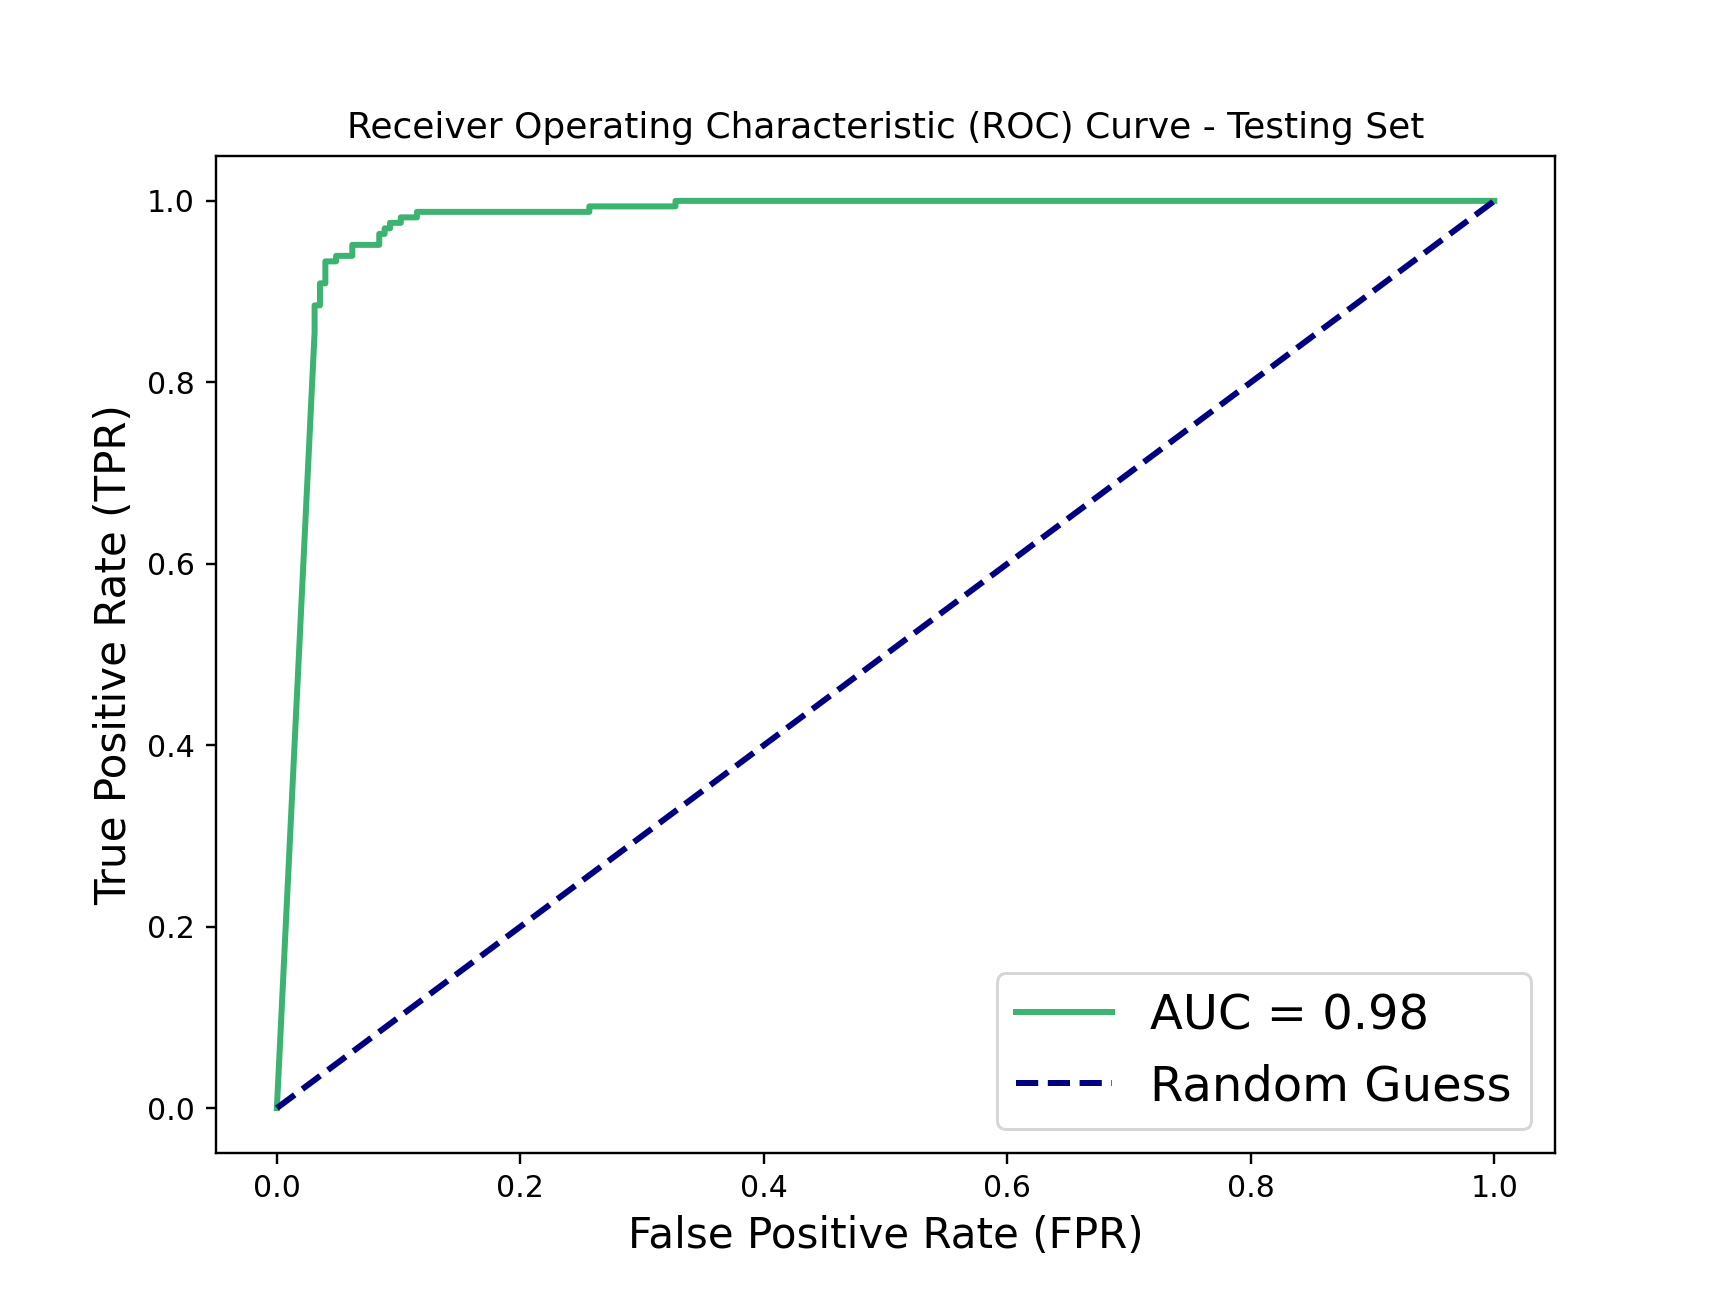 Receiver Operating Characteristic (ROC) Curve - Testing Set
True Positive Rate (TPR)
1.0
0.8
0.6
0.4
0.2
0.0
AUC = 0.98
Random Guess
0.0 0.2 0.4 0.6 0.8 1.0
False Positive Rate (FPR)